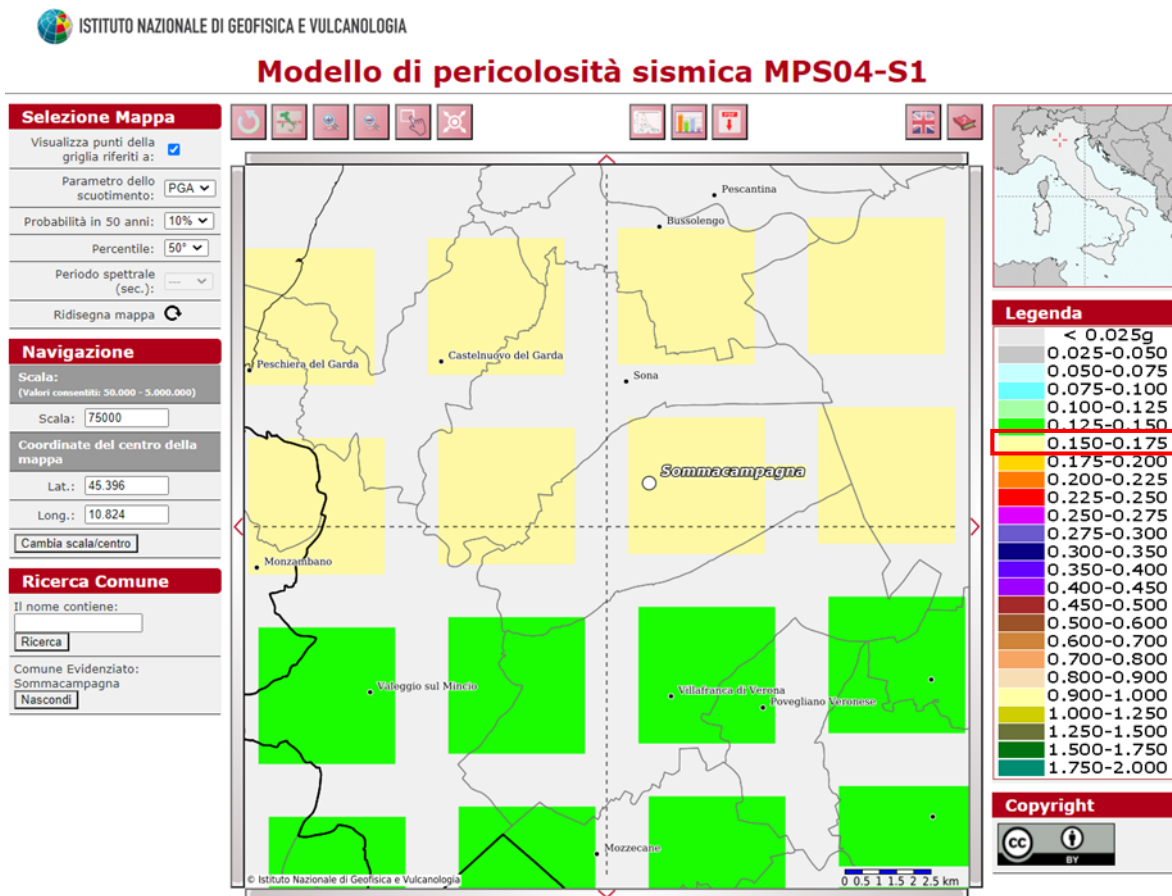 ISTITUTO NAZIONALE DI GEOFISICA E VULCANOLOGIA
Modello di pericolosità sismica MPS04-S1
Selezione Mappa
Visualizza punti della
griglia riferiti a:
Parametro dello
scuotimento: PGA
Probabilità in 50 anni: 10%
Percentile: 50°
Periodo spettrale
(sec.): ---
Ridisegna mappa
Navigazione
Scala:
(Valori consentiti: 50.000 - 5.000.000)
Scala: 75000
Coordinate del centro della
mappa
Lat.: 45.396
Long.: 10.824
Cambia scala/centro
Ricerca Comune
Il nome contiene:
Ricerca
Comune Evidenziato:
Sommacampagna
Nascondi
Pescantina
Bussolengo
Peschiera del Garda
Castelnuovo del Garda
Sona
Sommacampagna
Monzambano
Valeggio sul Mincio
Villafranca di Verona
Povegliano Veronese
Mozzecane
© Istituto Nazionale di Geofisica e Vulcanologia
0 0.5 1 1.5 2 2.5 km
Legenda
< 0.025g
0.025-0.050
0.050-0.075
0.075-0.100
0.100-0.125
0.125-0.150
0.150-0.175
0.175-0.200
0.200-0.225
0.225-0.250
0.250-0.275
0.275-0.300
0.300-0.350
0.350-0.400
0.400-0.450
0.450-0.500
0.500-0.600
0.600-0.700
0.700-0.800
0.800-0.900
0.900-1.000
1.000-1.250
1.250-1.500
1.500-1.750
1.750-2.000
Copyright
cc
BY